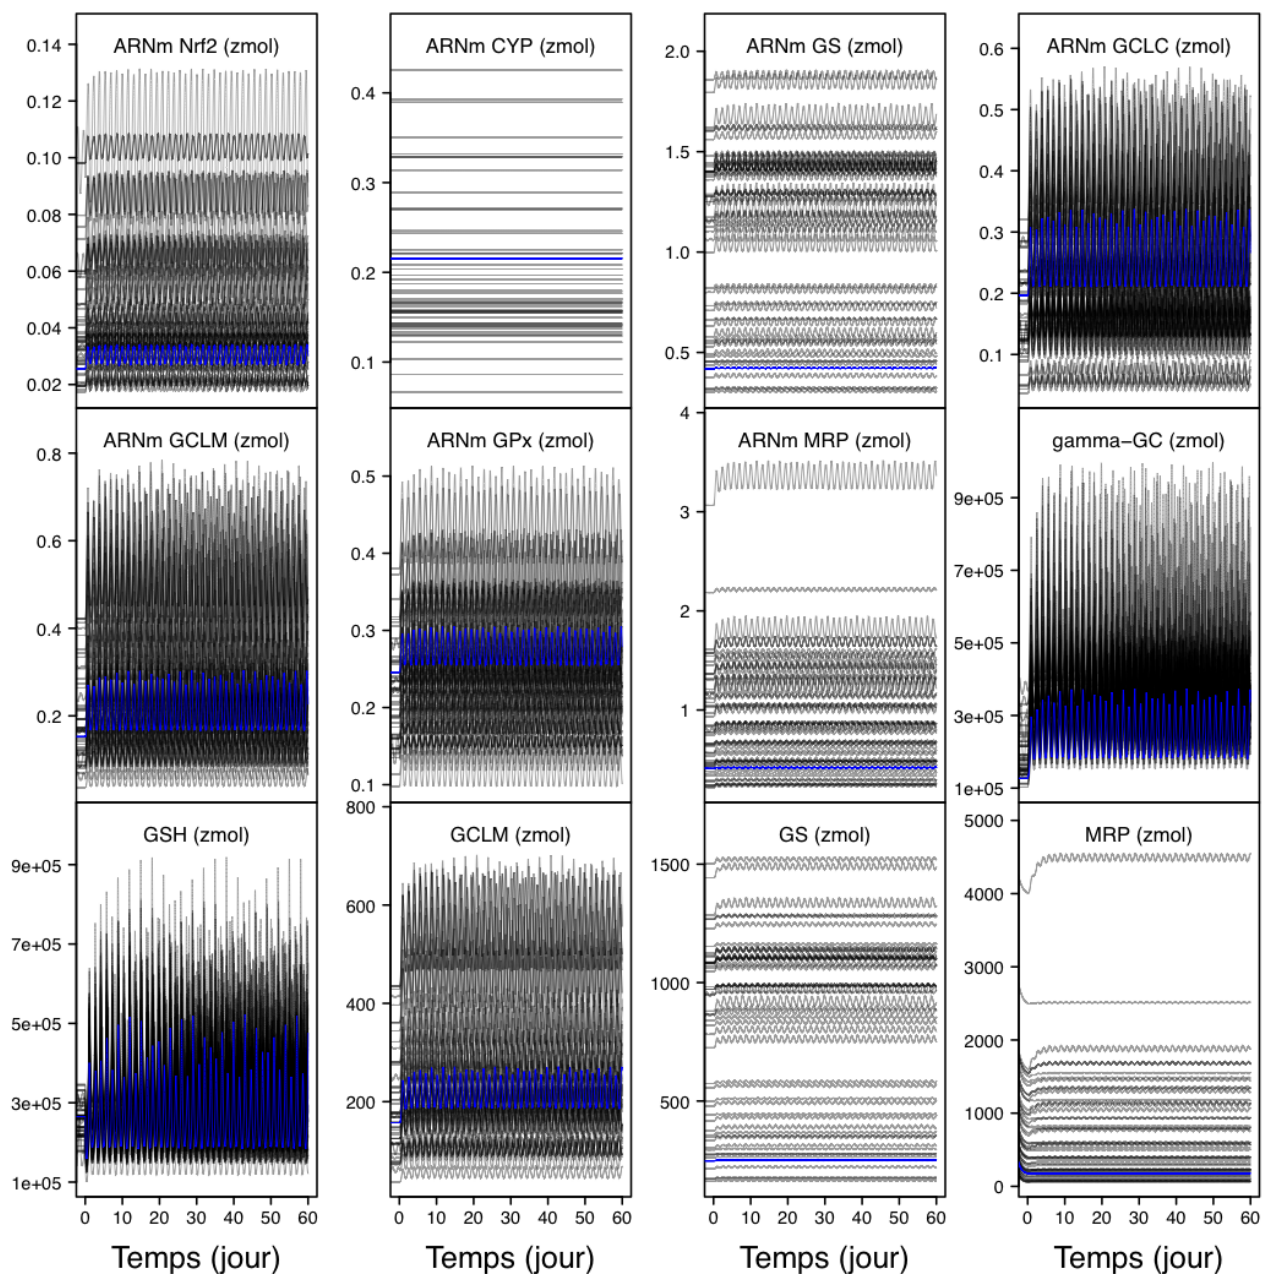 ARNm Nrf2 (zmol)
0.14
0.12
0.10
0.08
0.06
0.04
0.02
ARNm CYP (zmol)
0.4
0.3
0.2
0.1
ARNm GS (zmol)
2.0
1.5
1.0
0.5
ARNm GCLC (zmol)
0.6
0.5
0.4
0.3
0.2
0.1
ARNm GCLM (zmol)
0.8
0.6
0.4
0.2
ARNm GPx (zmol)
0.5
0.4
0.3
0.2
0.1
ARNm MRP (zmol)
4
3
2
1
gamma−GC (zmol)
9e+05
7e+05
5e+05
3e+05
1e+05
GSH (zmol)
9e+05
7e+05
5e+05
3e+05
1e+05
0 10 20 30 40 50 60
Temps (jour)
GCLM (zmol)
800
600
400
200
0 10 20 30 40 50 60
Temps (jour)
GS (zmol)
1500
1000
500
0 10 20 30 40 50 60
Temps (jour)
MRP (zmol)
5000
4000
3000
2000
1000
0
0 10 20 30 40 50 60
Temps (jour)